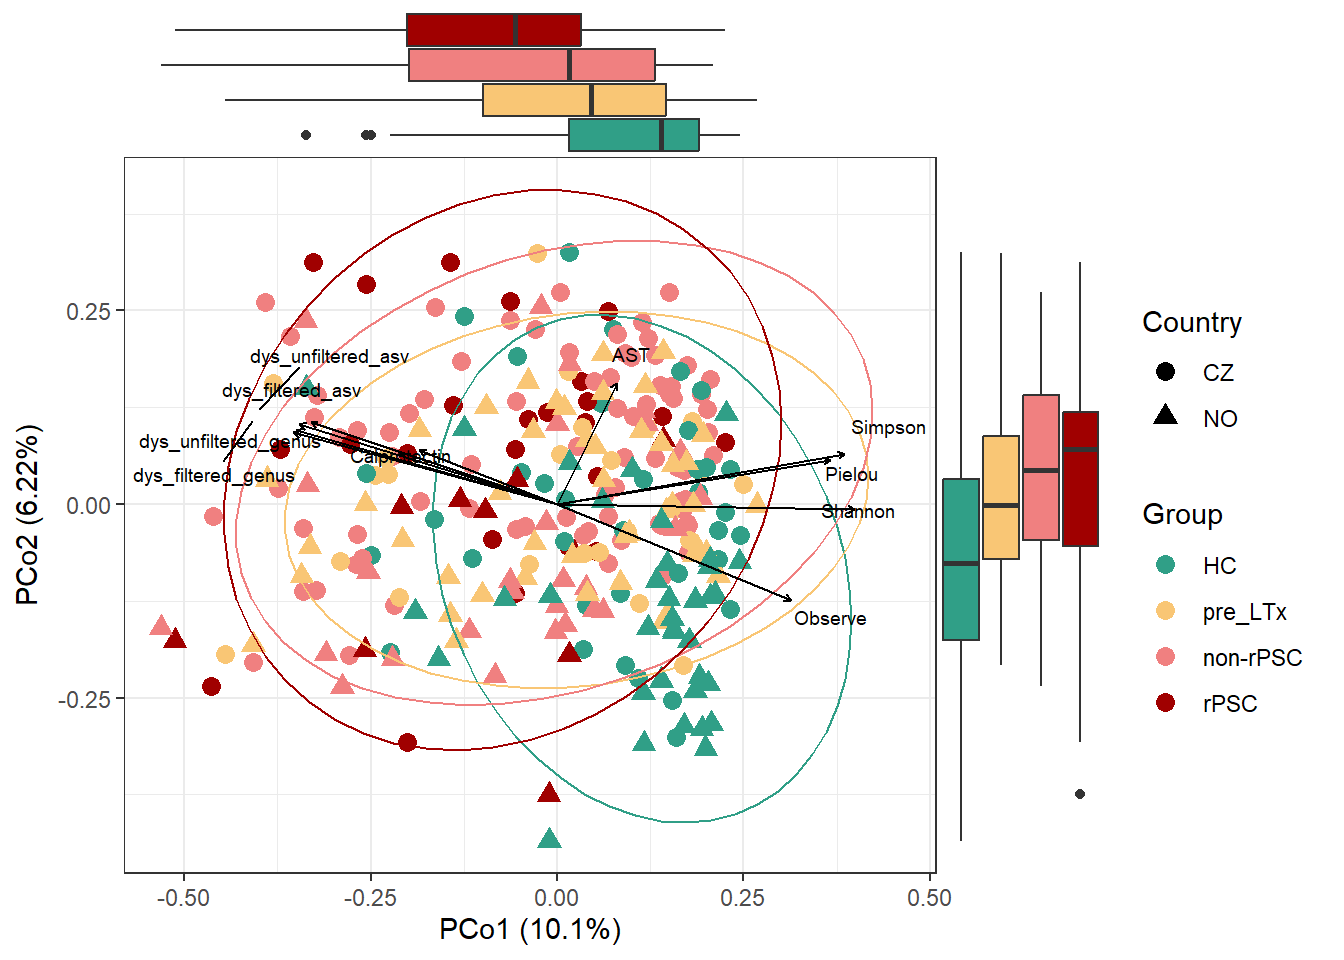 dys_unfiltered_asv
AST
dys_filtered_asv
Simpson
dys_unfiltered_genus
Calprotectin
Pielou
dys_filtered_genus
Shannon
Observe
0.25
0.00
-0.25
PCo2 (6.22%)
-0.50
-0.25
0.00
0.25
0.50
PCo1 (10.1%)
Country
CZ
NO
Group
HC
pre_LTx
non-rPSC
rPSC